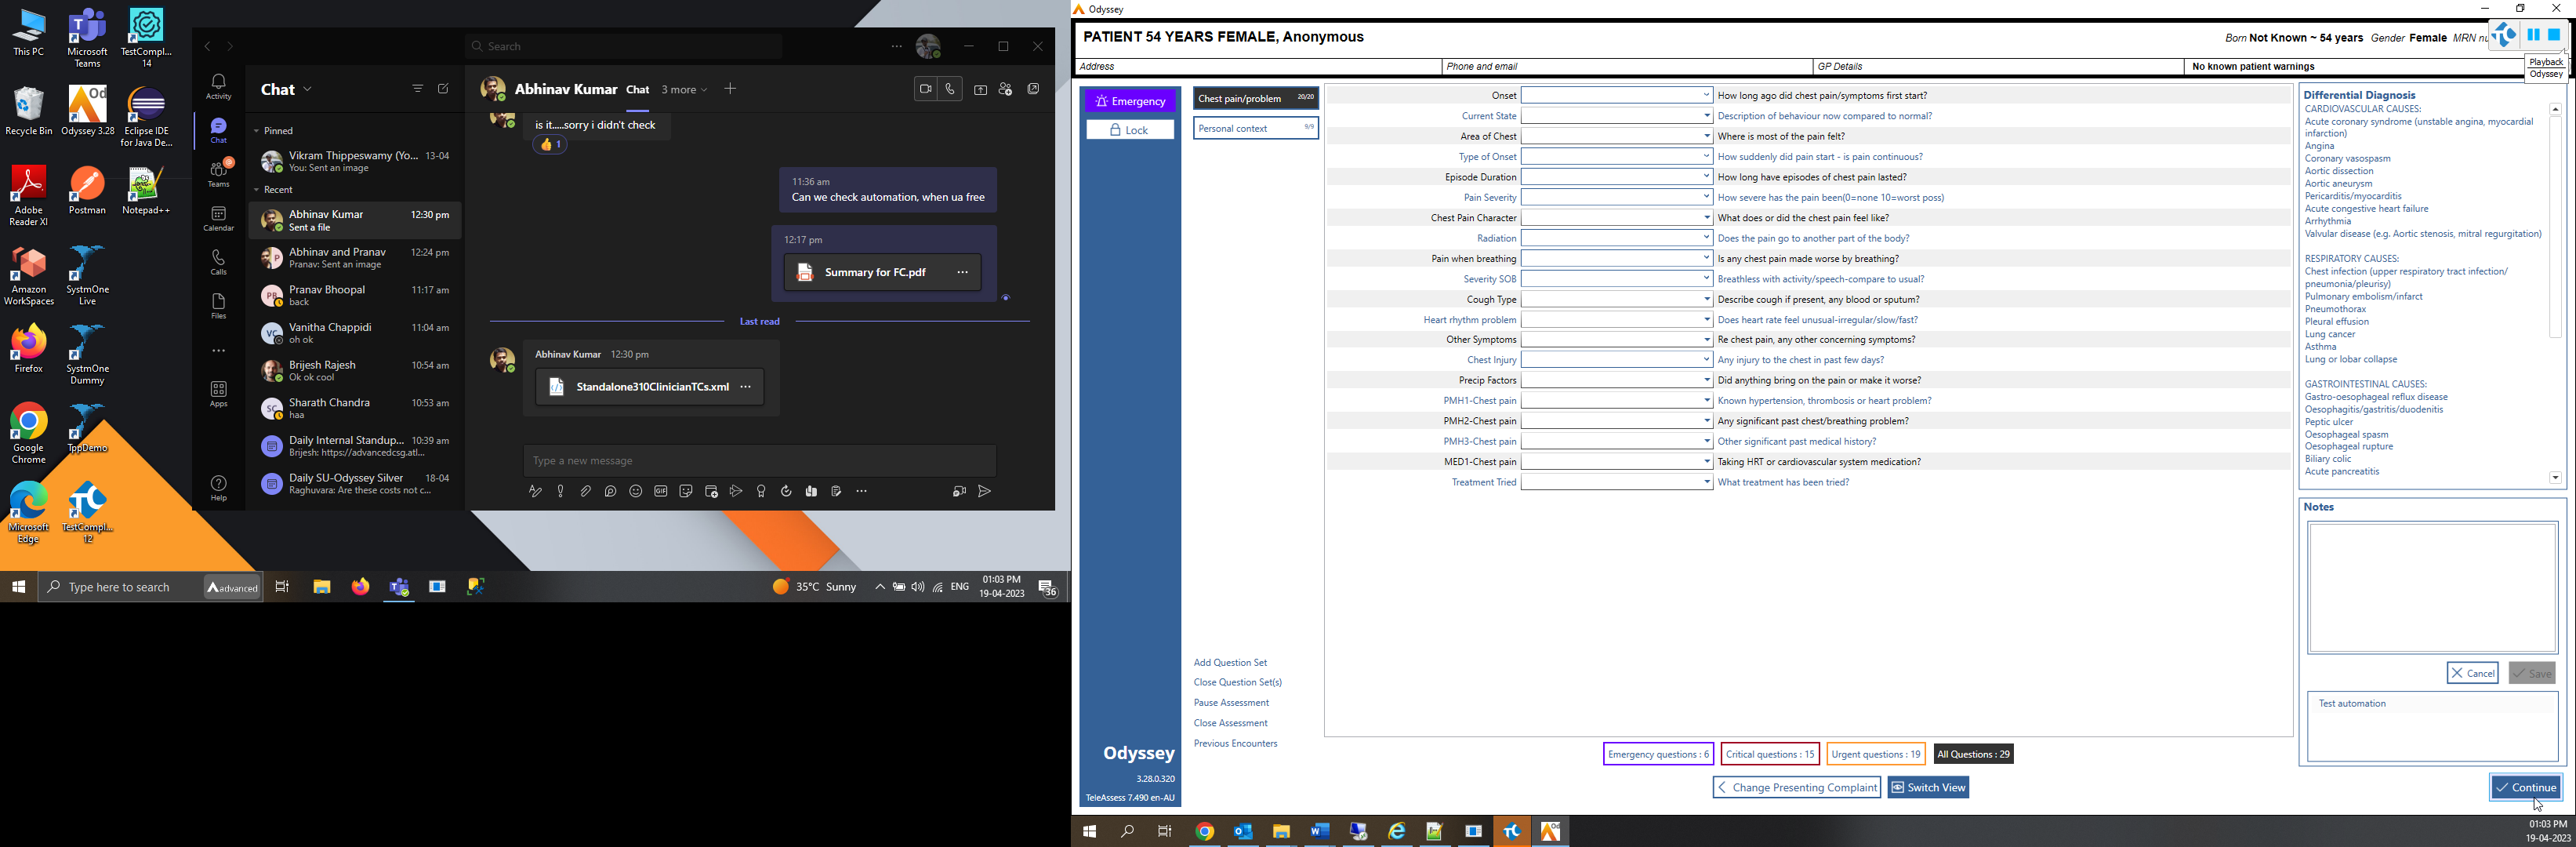 This PC
Microsoft Teams
TestCompl... 14
Recycle Bin
Odyssey 3.28
Eclipse IDE for Java De...
Adobe Reader XI
Postman
Notepad++
Amazon WorkSpaces
SystmOne Live
Firefox
SystmOne Dummy
Google Chrome
TppDemo
Microsoft Edge
TestCompl... 12
Search
Activity
Chat
Teams
Calendar
Calls
Files
Apps
Help
Chat
Pinned
Vikram Thippeswamy (Yo... 13-04
You: Sent an image
Recent
Abhinav Kumar 12:30 pm
Sent a file
Abhinav and Pranav 12:24 pm
Pranav: Sent an image
Pranav Bhoopal 11:17 am
back
Vanitha Chappidi 11:04 am
oh ok
Brijesh Rajesh 10:54 am
Ok ok cool
Sharath Chandra 10:53 am
haa
Daily Internal Standup... 10:39 am
Brijesh: https://advancedcsg.atl...
Daily SU-Odyssey Silver 18-04
Raghuvara: Are these costs not c...
Abhinav Kumar Chat 3 more
is it.....sorry i didn't check
1
11:36 am
Can we check automation, when ua free
12:17 pm
Summary for FC.pdf
Last read
Abhinav Kumar 12:30 pm
Standalone310ClinicianTCs.xml
Type a new message
GIF
Type here to search
advanced
35°C Sunny
ENG
01:03 PM
19-04-2023
36
Odyssey
PATIENT 54 YEARS FEMALE, Anonymous
Born Not Known ~ 54 years Gender Female MRN nu
Playback
Odyssey
Address
Phone and email
GP Details
No known patient warnings
Emergency
Lock
Chest pain/problem 20/20
Personal context 9/9
Onset How long ago did chest pain/symptoms first start?
Current State Description of behaviour now compared to normal?
Area of Chest Where is most of the pain felt?
Type of Onset How suddenly did pain start - is pain continuous?
Episode Duration How long have episodes of chest pain lasted?
Pain Severity How severe has the pain been(0=none 10=worst poss)
Chest Pain Character What does or did the chest pain feel like?
Radiation Does the pain go to another part of the body?
Pain when breathing Is any chest pain made worse by breathing?
Severity SOB Breathless with activity/speech-compare to usual?
Cough Type Describe cough if present, any blood or sputum?
Heart rhythm problem Does heart rate feel unusual-irregular/slow/fast?
Other Symptoms Re chest pain, any other concerning symptoms?
Chest Injury Any injury to the chest in past few days?
Precip Factors Did anything bring on the pain or make it worse?
PMH1-Chest pain Known hypertension, thrombosis or heart problem?
PMH2-Chest pain Any significant past chest/breathing problem?
PMH3-Chest pain Other significant past medical history?
MED1-Chest pain Taking HRT or cardiovascular system medication?
Treatment Tried What treatment has been tried?
Add Question Set
Close Question Set(s)
Pause Assessment
Close Assessment
Previous Encounters
Odyssey
3.28.0.320
TeleAssess 7.490 en-AU
Emergency questions : 6
Critical questions : 15
Urgent questions : 19
All Questions : 29
Change Presenting Complaint
Switch View
Differential Diagnosis
CARDIOVASCULAR CAUSES:
Acute coronary syndrome (unstable angina, myocardial
infarction)
Angina
Coronary vasospasm
Aortic dissection
Aortic aneurysm
Pericarditis/myocarditis
Acute congestive heart failure
Arrhythmia
Valvular disease (e.g. Aortic stenosis, mitral regurgitation)
RESPIRATORY CAUSES:
Chest infection (upper respiratory tract infection/
pneumonia/pleurisy)
Pulmonary embolism/infarct
Pneumothorax
Pleural effusion
Lung cancer
Asthma
Lung or lobar collapse
GASTROINTESTINAL CAUSES:
Gastro-oesophageal reflux disease
Oesophagitis/gastritis/duodenitis
Peptic ulcer
Oesophageal spasm
Oesophageal rupture
Biliary colic
Acute pancreatitis
Notes
Cancel
Save
Test automation
Continue
01:03 PM
19-04-2023